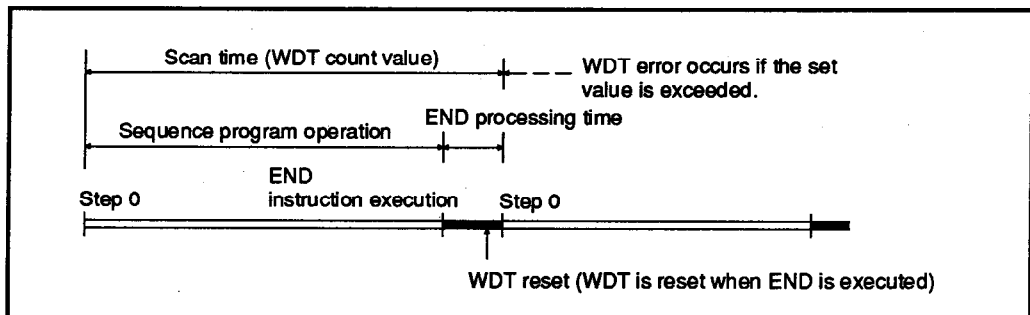 Scan time (WDT count value)
WDT error occurs if the set
value is exceeded.
END processing time
Sequence program operation
END
instruction execution
Step 0
Step 0
WDT reset (WDT is reset when END is executed)